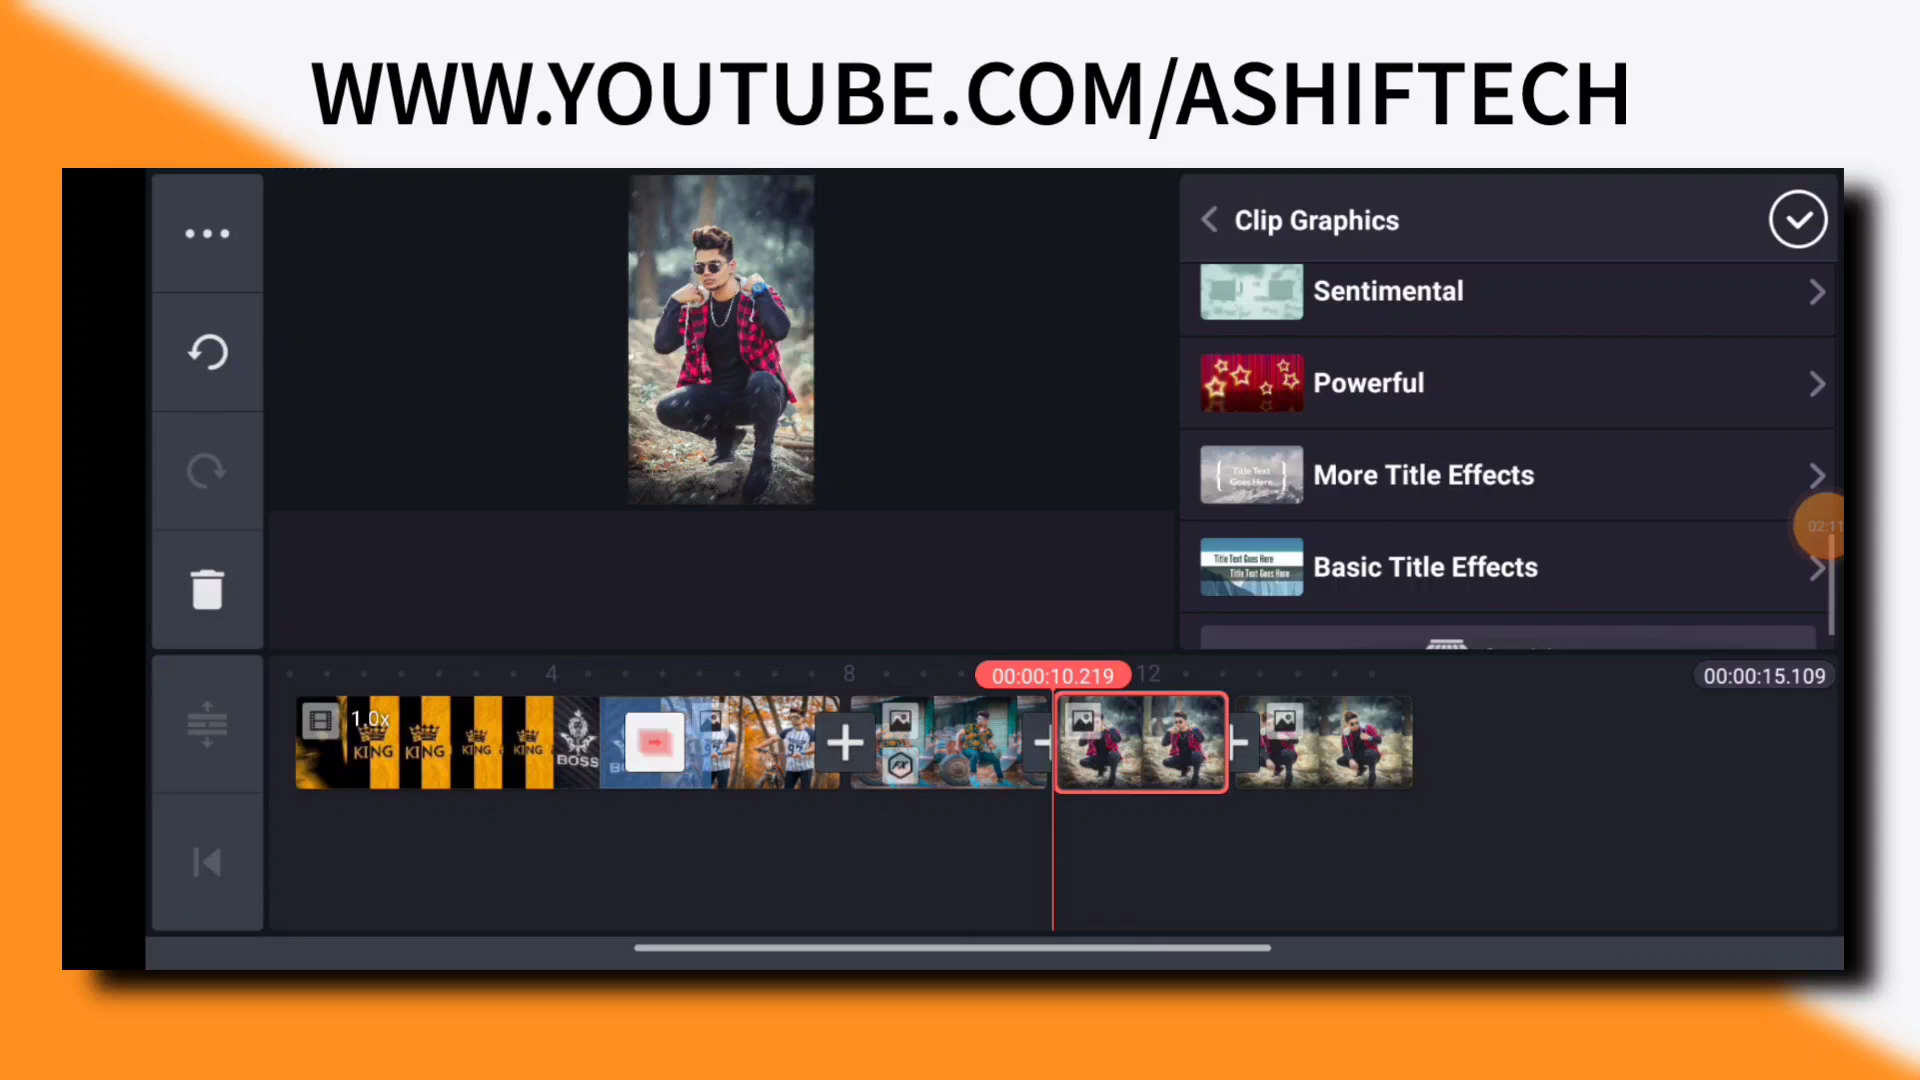 WWW.YOUTUBE.COM/ASHIFTECH
Clip Graphics
Sentimental
Powerful
Title Text
Goes Here
More Title Effects
02:11
Title Text Goes Here
Title Text Goes Here
Basic Title Effects
4
8
00:00:10.219
12
00:00:15.109
1.0x
KING
KING
KING
KING
BOSS